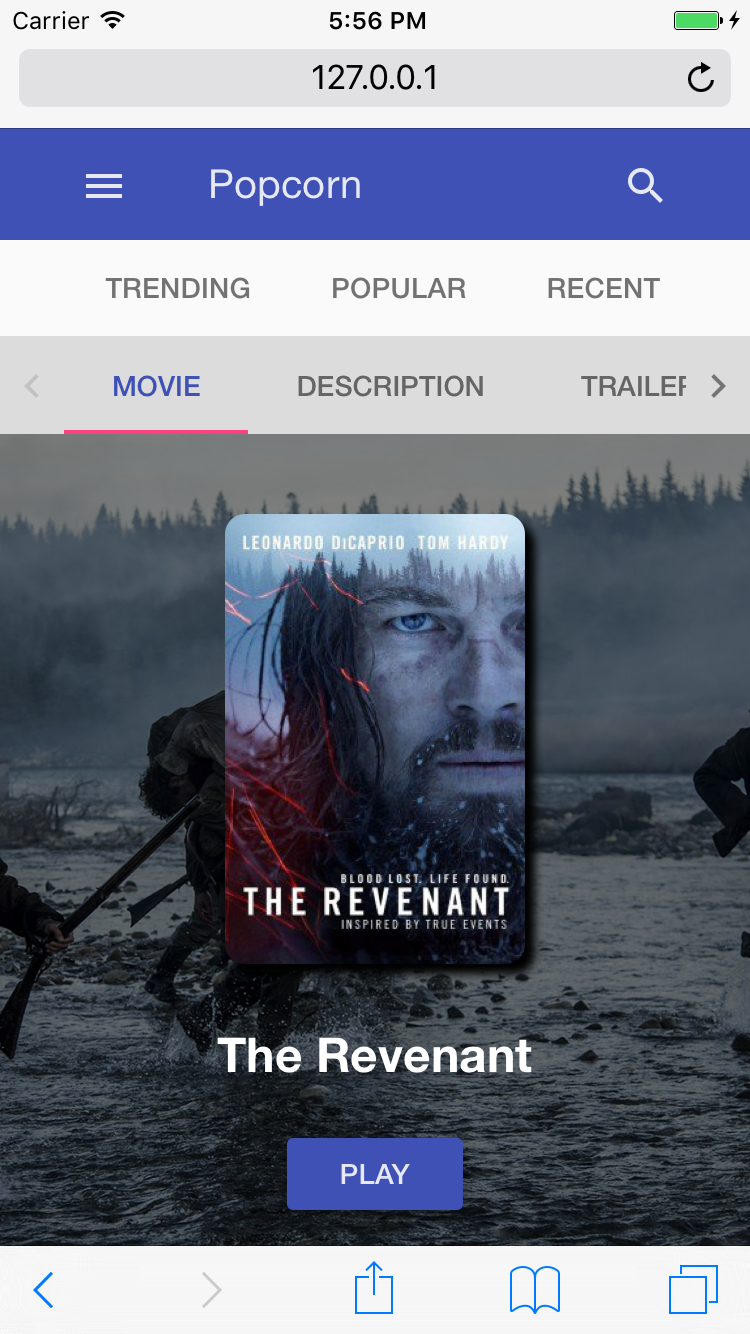 Carrier 5:56 PM
127.0.0.1
Popcorn
TRENDING POPULAR RECENT
MOVIE DESCRIPTION TRAILER
LEONARDO DiCAPRIO TOM HARDY
BLOOD LOST. LIFE FOUND.
THE REVENANT
INSPIRED BY TRUE EVENTS
The Revenant
PLAY